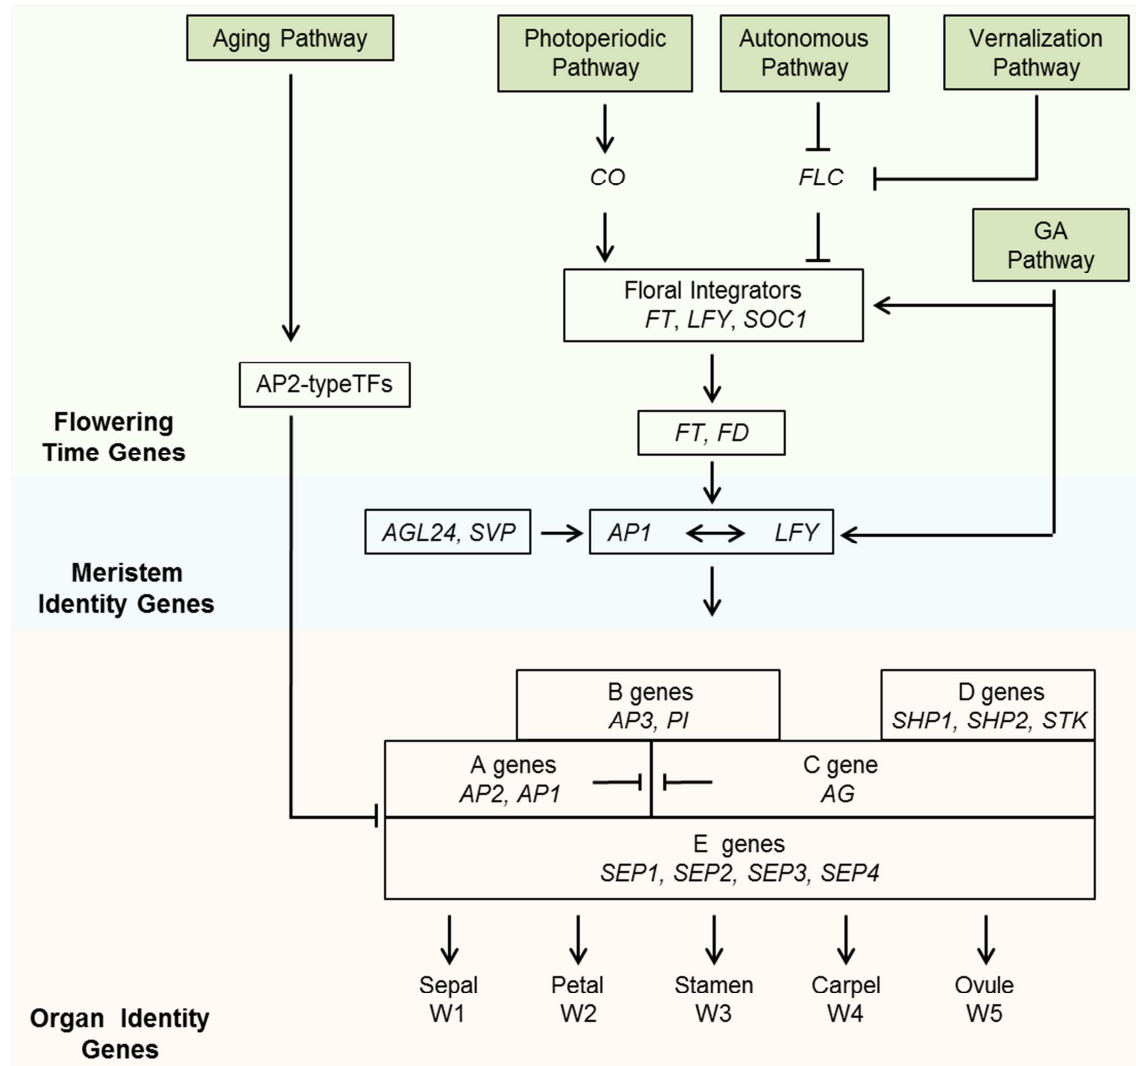 Aging Pathway
Photoperiodic
Pathway
Autonomous
Pathway
Vernalization
Pathway
CO
FLC
GA
Pathway
Floral Integrators
FT, LFY, SOC1
AP2-typeTFs
FT, FD
Flowering
Time Genes
AGL24, SVP
AP1
LFY
Meristem
Identity Genes
B genes
AP3, PI
D genes
SHP1, SHP2, STK
A genes
AP2, AP1
C gene
AG
E genes
SEP1, SEP2, SEP3, SEP4
Sepal
W1
Petal
W2
Stamen
W3
Carpel
W4
Ovule
W5
Organ Identity
Genes